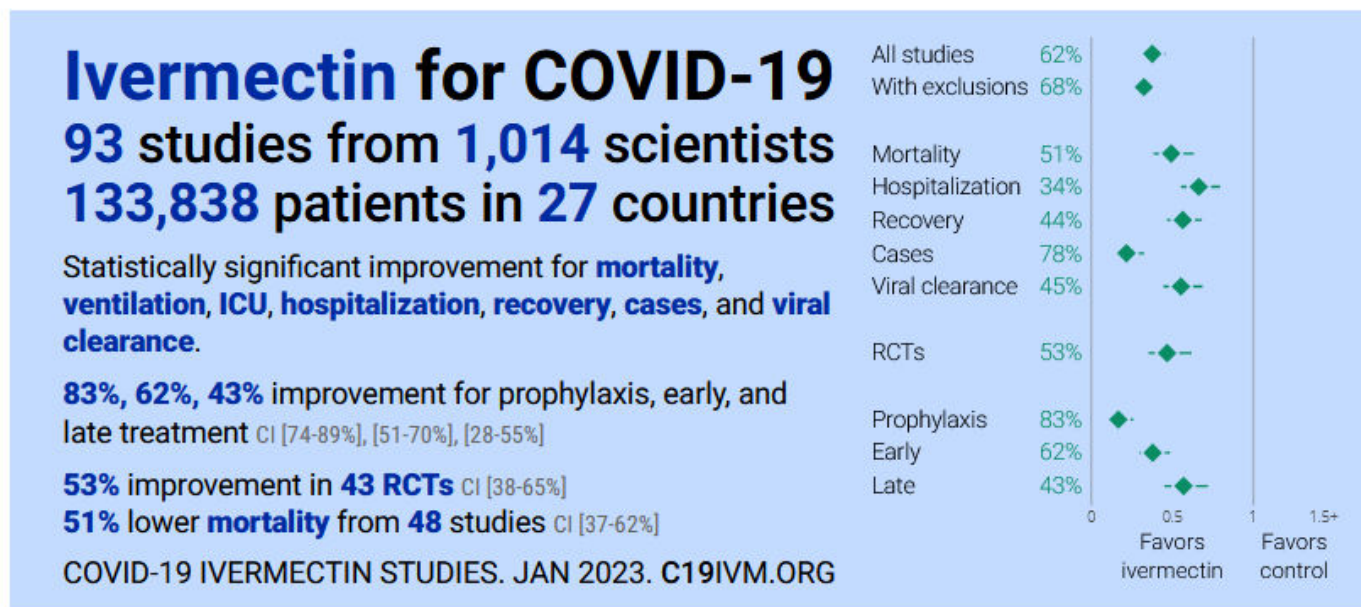 Ivermectin for COVID-19
93 studies from 1,014 scientists
133,838 patients in 27 countries
Statistically significant improvement for mortality,
ventilation, ICU, hospitalization, recovery, cases, and viral
clearance.
83%, 62%, 43% improvement for prophylaxis, early, and
late treatment CI [74-89%], [51-70%], [28-55%]
53% improvement in 43 RCTs CI [38-65%]
51% lower mortality from 48 studies CI [37-62%]
COVID-19 IVERMECTIN STUDIES. JAN 2023. C19IVM.ORG
All studies 62%
With exclusions 68%
Mortality 51%
Hospitalization 34%
Recovery 44%
Cases 78%
Viral clearance 45%
RCTs 53%
Prophylaxis 83%
Early 62%
Late 43%
0 0.5 1 1.5+
Favors Favors
ivermectin control